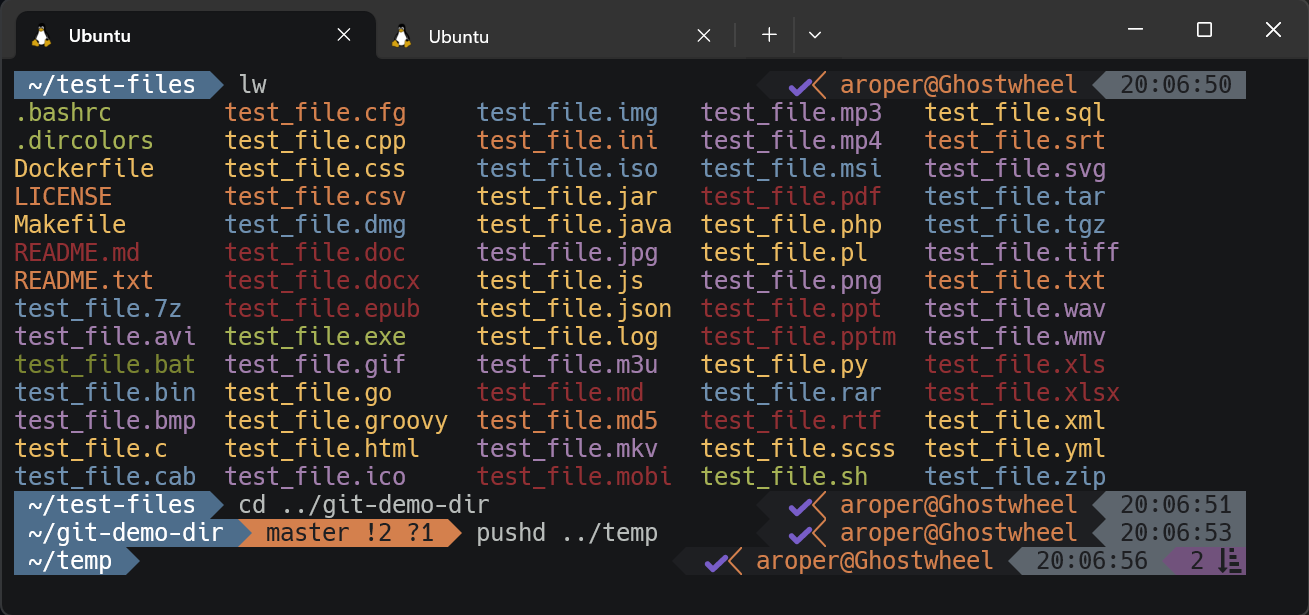 Ubuntu Ubuntu
~/test-files lw aroper@Ghostwheel 20:06:50
.bashrc test_file.cfg test_file.img test_file.mp3 test_file.sql
.dircolors test_file.cpp test_file.ini test_file.mp4 test_file.srt
Dockerfile test_file.css test_file.iso test_file.msi test_file.svg
LICENSE test_file.csv test_file.jar test_file.pdf test_file.tar
Makefile test_file.dmg test_file.java test_file.php test_file.tgz
README.md test_file.doc test_file.jpg test_file.pl test_file.tiff
README.txt test_file.docx test_file.js test_file.png test_file.txt
test_file.7z test_file.epub test_file.json test_file.ppt test_file.wav
test_file.avi test_file.exe test_file.log test_file.pptm test_file.wmv
test_file.bat test_file.gif test_file.m3u test_file.py test_file.xls
test_file.bin test_file.go test_file.md test_file.rar test_file.xlsx
test_file.bmp test_file.groovy test_file.md5 test_file.rtf test_file.xml
test_file.c test_file.html test_file.mkv test_file.scss test_file.yml
test_file.cab test_file.ico test_file.mobi test_file.sh test_file.zip
~/test-files cd ../git-demo-dir aroper@Ghostwheel 20:06:51
~/git-demo-dir master !2 ?1 pushd ../temp aroper@Ghostwheel 20:06:53
~/temp aroper@Ghostwheel 20:06:56 2